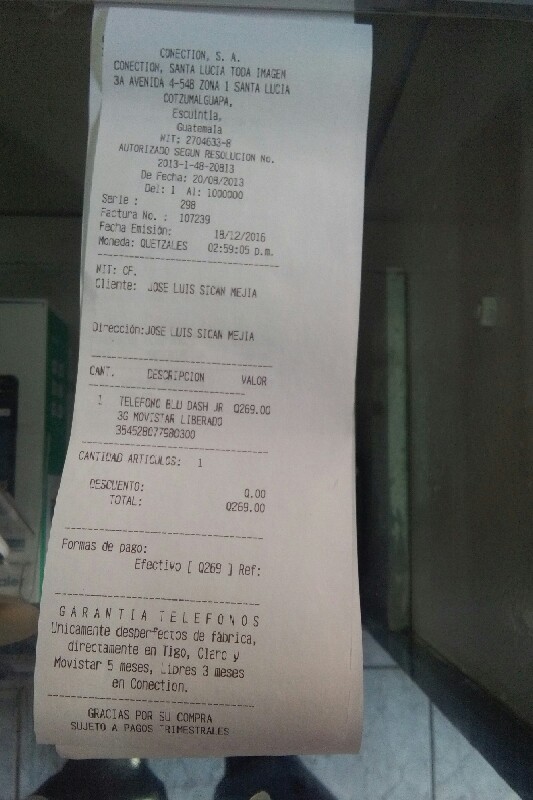 CONECTION, S. A.
CONECTION, SANTA LUCIA TODA IMAGEN
3A AVENIDA 4-548 ZONA 1 SANTA LUCIA
COTZUMALGUAPA,
Escuintla,
Guatemala
NIT: 2704633-8
AUTORIZADO SEGUN RESOLUCION No.
2013-1-48-20813
De Fecha: 20/08/2013
Del: 1 Al: 1000000
Serie : 298
Factura No. : 107239
Fecha Emisión: 18/12/2016
Moneda: QUETZALES 02:59:05 p.m.
NIT: CF.
Cliente: JOSE LUIS SICAN MEJIA
Dirección:JOSE LUIS SICAN MEJIA
CANT. DESCRIPCION VALOR
1 TELEFONO BLU DASH JR Q269.00
3G MOVISTAR LIBERADO
354528077980300
CANTIDAD ARTICULOS: 1
DESCUENTO: 0.00
TOTAL: Q269.00
Formas de pago:
Efectivo [ Q269 ] Ref:
GARANTIA TELEFONOS
Unicamente desperfectos de fábrica,
directamente en Tigo, Claro y
Movistar 5 meses, Libres 3 meses
en Conection.
GRACIAS POR SU COMPRA
SUJETO A PAGOS TRIMESTRALES